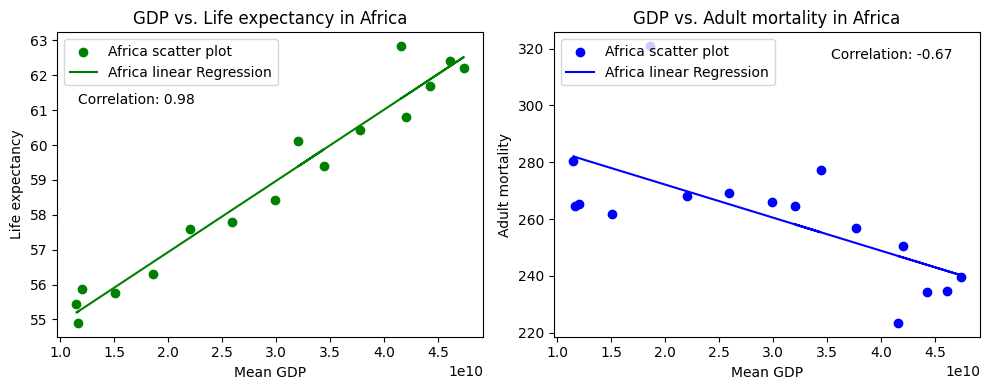 GDP vs. Life expectancy in Africa
Africa scatter plot
Africa linear Regression
Correlation: 0.98
Life expectancy
63
62
61
60
59
58
57
56
55
1.0 1.5 2.0 2.5 3.0 3.5 4.0 4.5
Mean GDP
1e10
GDP vs. Adult mortality in Africa
Africa scatter plot
Africa linear Regression
Correlation: -0.67
Adult mortality
320
300
280
260
240
220
1.0 1.5 2.0 2.5 3.0 3.5 4.0 4.5
Mean GDP
1e10